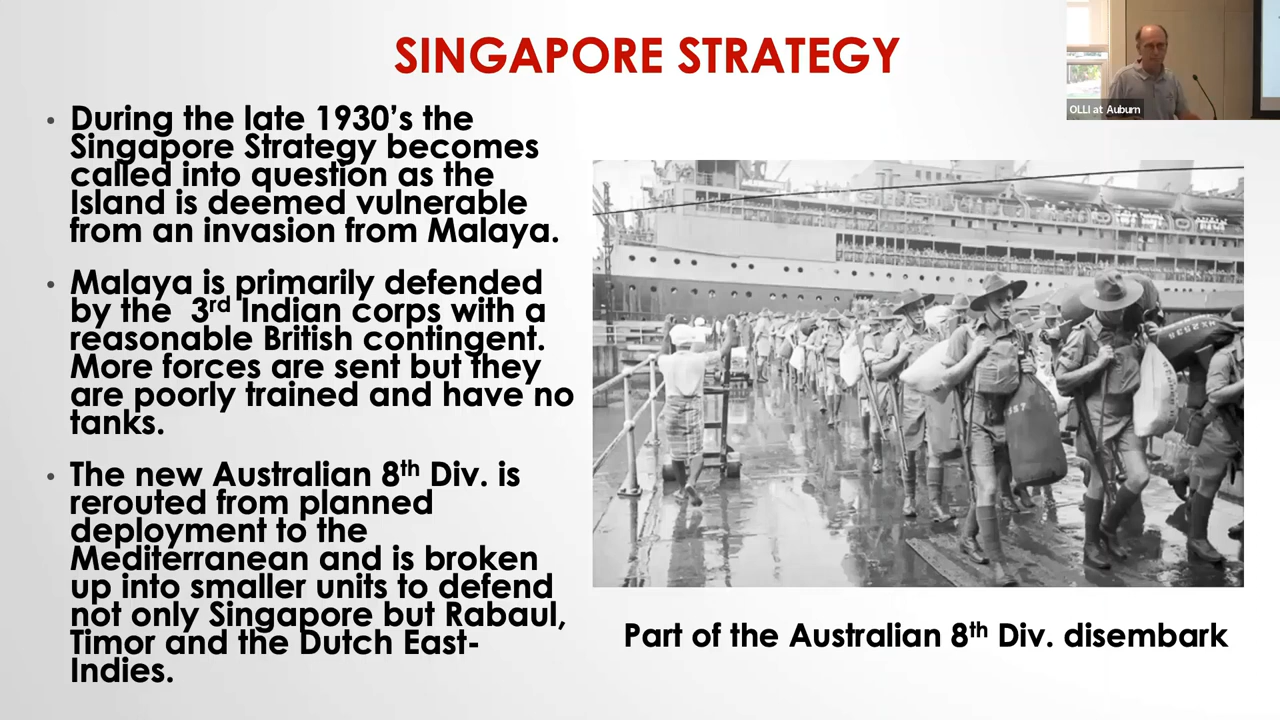 SINGAPORE STRATEGY
OLLI at Auburn
• During the late 1930's the
Singapore Strategy becomes
called into question as the
Island is deemed vulnerable
from an invasion from Malaya.
• Malaya is primarily defended
by the 3rd Indian corps with a
reasonable British contingent.
More forces are sent but they
are poorly trained and have no
tanks.
• The new Australian 8th Div. is
rerouted from planned
deployment to the
Mediterranean and is broken
up into smaller units to defend
not only Singapore but Rabaul,
Timor and the Dutch East-
Indies.
Part of the Australian 8th Div. disembark